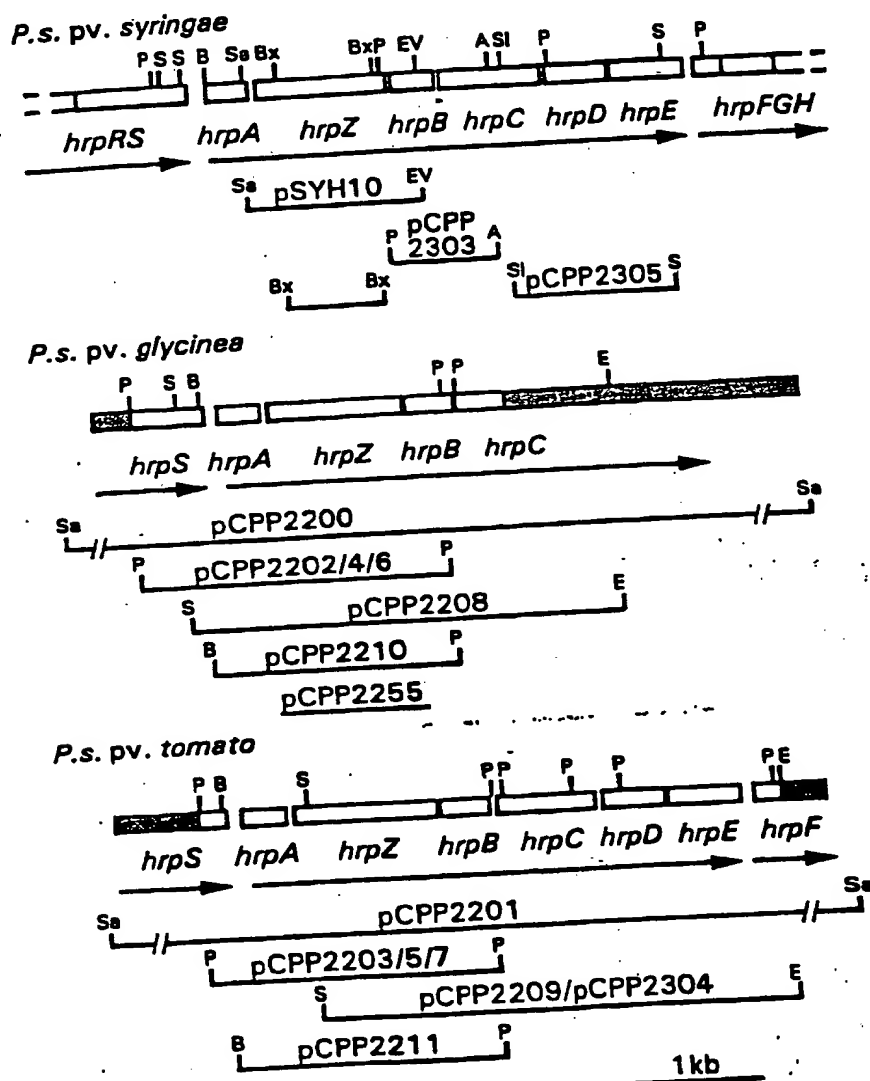 P.s. pv. syringae
P S S B Sa Bx BxP EV A Sl P S P
hrpRS hrpA hrpZ hrpB hrpC hrpD hrpE hrpFGH
Sa pSYH10 EV
P pCPP 2303 A
Bx Bx Sl pCPP2305 S
P.s. pv. glycinea
P S B P P E
hrpS hrpA hrpZ hrpB hrpC
Sa pCPP2200 Sa
P pCPP2202/4/6 P
S pCPP2208 E
B pCPP2210 P
pCPP2255
P.s. pv. tomato
P B S P P P P P E
hrpS hrpA hrpZ hrpB hrpC hrpD hrpE hrpF
Sa pCPP2201 Sa
P pCPP2203/5/7 P
S pCPP2209/pCPP2304 E
B pCPP2211 P
1kb